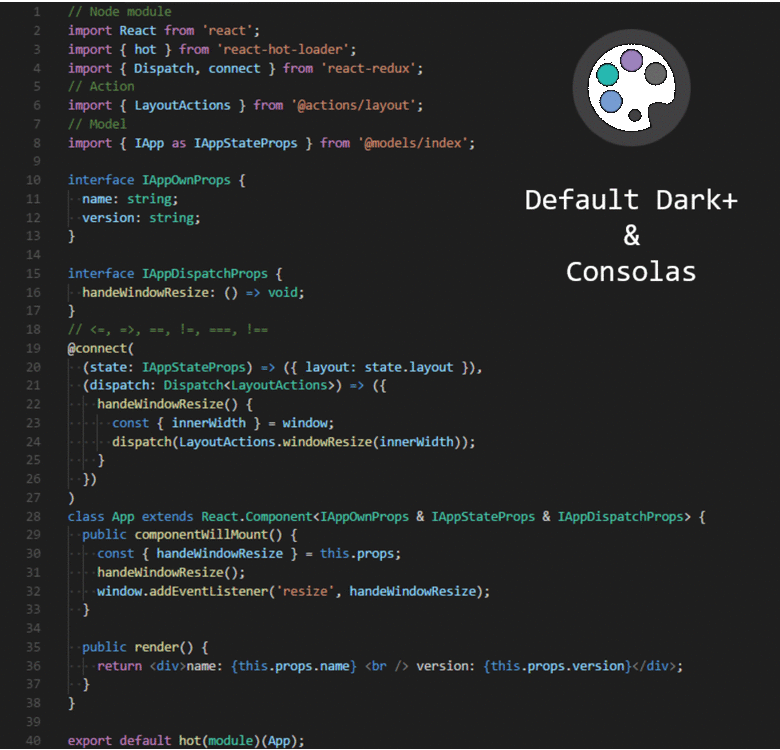 1 // Node module
2 import React from 'react';
3 import { hot } from 'react-hot-loader';
4 import { Dispatch, connect } from 'react-redux';
5 // Action
6 import { LayoutActions } from '@actions/layout';
7 // Model
8 import { IApp as IAppStateProps } from '@models/index';
9
10 interface IAppOwnProps {
11   name: string;
12   version: string;
13 }
14
15 interface IAppDispatchProps {
16   handeWindowResize: () => void;
17 }
18 // <=, =>, ==, !=, ===, !==
19 @connect(
20   (state: IAppStateProps) => ({ layout: state.layout }),
21   (dispatch: Dispatch<LayoutActions>) => ({
22     handeWindowResize() {
23       const { innerWidth } = window;
24       dispatch(LayoutActions.windowResize(innerWidth));
25     }
26   })
27 )
28 class App extends React.Component<IAppOwnProps & IAppStateProps & IAppDispatchProps> {
29   public componentWillMount() {
30     const { handeWindowResize } = this.props;
31     handeWindowResize();
32     window.addEventListener('resize', handeWindowResize);
33   }
34
35   public render() {
36     return <div>name: {this.props.name} <br /> version: {this.props.version}</div>;
37   }
38 }
39
40 export default hot(module)(App);
Default Dark+
&
Consolas